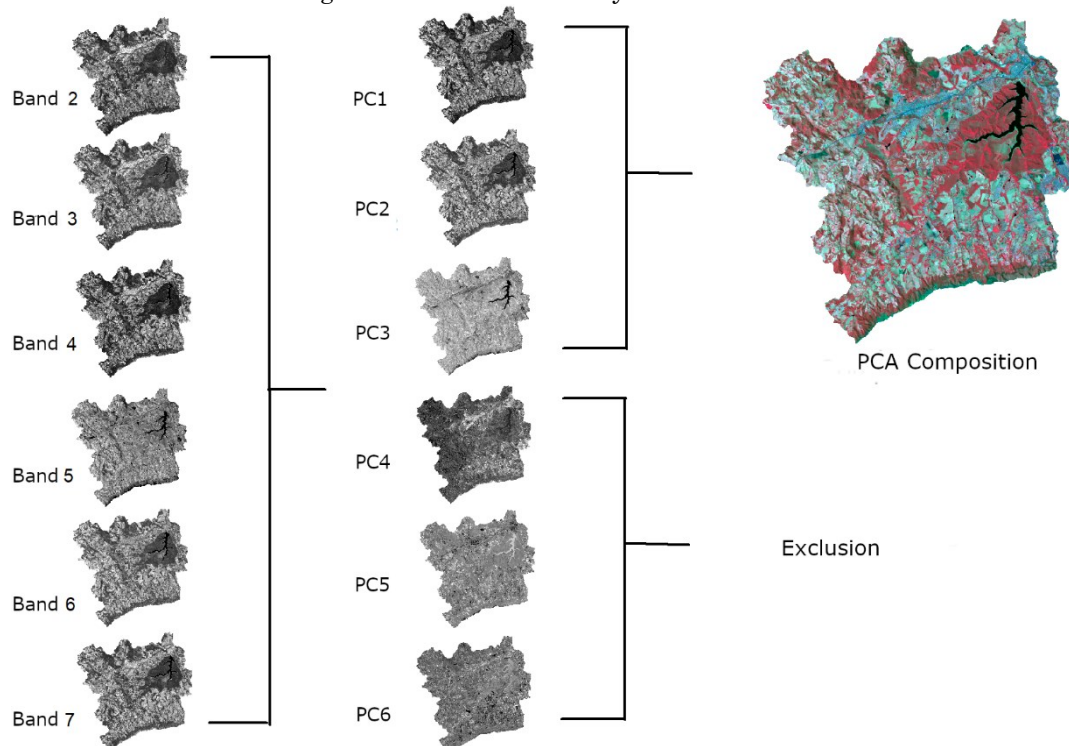 Band 2
Band 3
Band 4
Band 5
Band 6
Band 7
PC1
PC2
PC3
PC4
PC5
PC6
PCA Composition
Exclusion